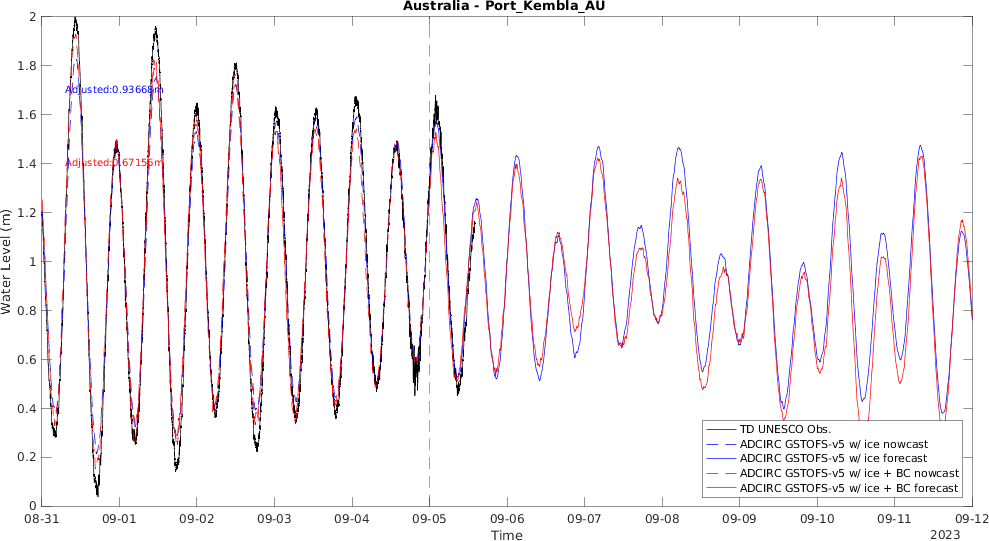 Australia - Port_Kembla_AU
2
1.8
1.6
1.4
1.2
1
0.8
0.6
0.4
0.2
0
Water Level (m)
Adjusted:0.93668m
Adjusted:0.67156m
TD UNESCO Obs.
ADCIRC GSTOFS-v5 w/ ice nowcast
ADCIRC GSTOFS-v5 w/ ice forecast
ADCIRC GSTOFS-v5 w/ ice + BC nowcast
ADCIRC GSTOFS-v5 w/ ice + BC forecast
08-31 09-01 09-02 09-03 09-04 09-05 09-06 09-07 09-08 09-09 09-10 09-11 09-12
Time
2023